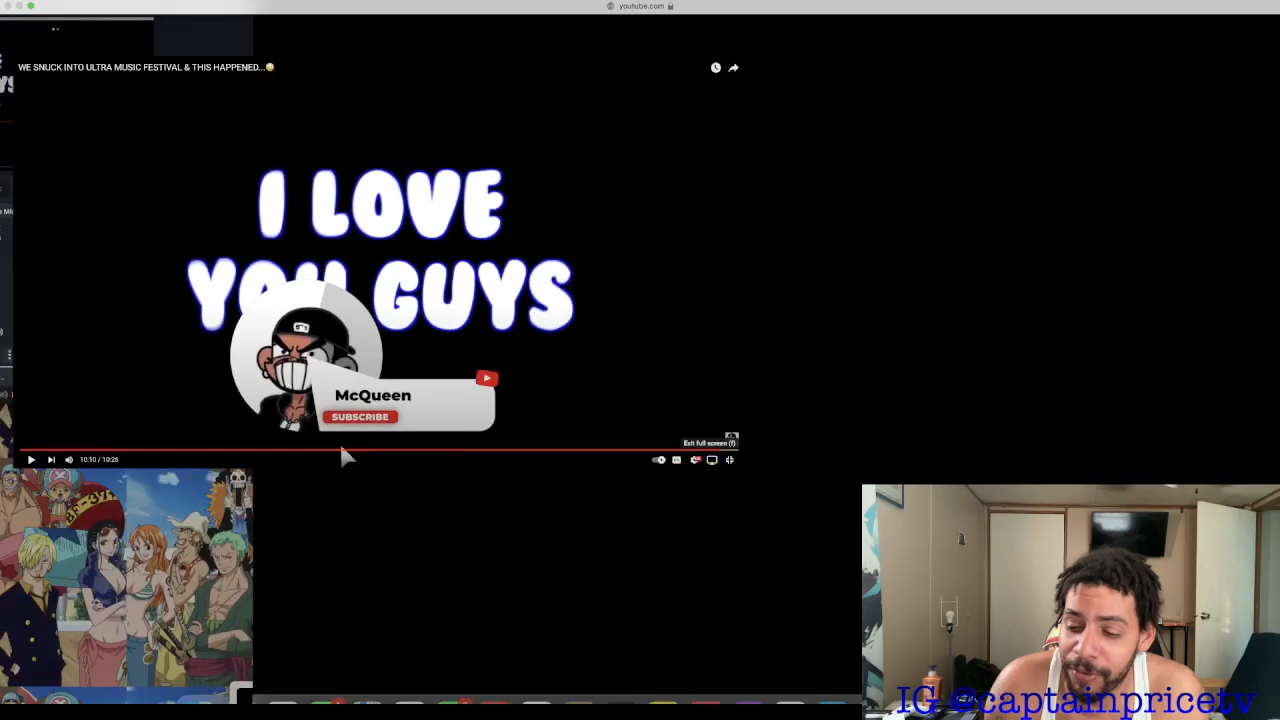 youtube.com
WE SNUCK INTO ULTRA MUSIC FESTIVAL & THIS HAPPENED...
I LOVE
YOU GUYS
McQueen
SUBSCRIBE
Exit full screen (f)
10:10 / 10:26
IG @captainpricetv